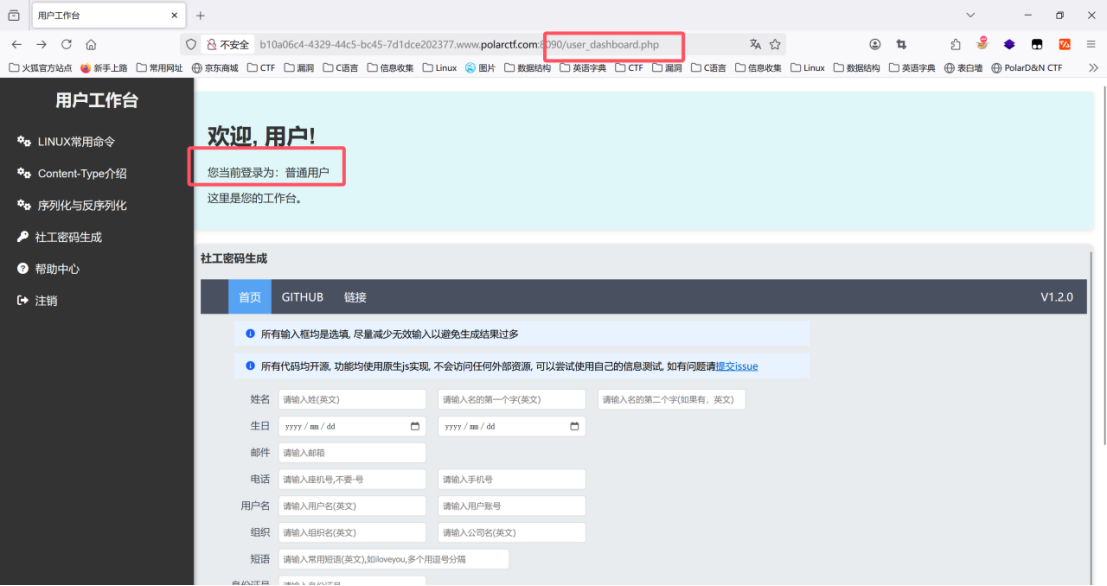 用户工作台
不安全 b10a06c4-4329-44c5-bc45-7d1dce202377.www.polarctf.com:8090/user_dashboard.php
火狐官方站点 新手上路 常用网址 京东商城 CTF 漏洞 C语言 信息收集 Linux 图片 数据结构 英语字典 CTF 漏洞 C语言 信息收集 Linux 数据结构 英语字典 表白墙 PolarD&N CTF
用户工作台
LINUX常用命令
Content-Type介绍
序列化与反序列化
社工密码生成
帮助中心
注销
欢迎, 用户!
您当前登录为：普通用户
这里是您的工作台。
社工密码生成
首页 GITHUB 链接 V1.2.0
所有输入框均是选填, 尽量减少无效输入以避免生成结果过多
所有代码均开源, 功能均使用原生js实现, 不会访问任何外部资源, 可以尝试使用自己的信息测试, 如有问题请提交issue
姓名 请输入姓(英文) 请输入名的第一个字(英文) 请输入名的第二个字(如果有，英文)
生日 yyyy / mm / dd yyyy / mm / dd
邮件 请输入邮箱
电话 请输入座机号,不要-号 请输入手机号
用户名 请输入用户名(英文) 请输入用户账号
组织 请输入组织名(英文) 请输入公司名(英文)
短语 请输入常用短语(英文),如iloveyou,多个用逗号分隔
身份证号 请输入身份证号